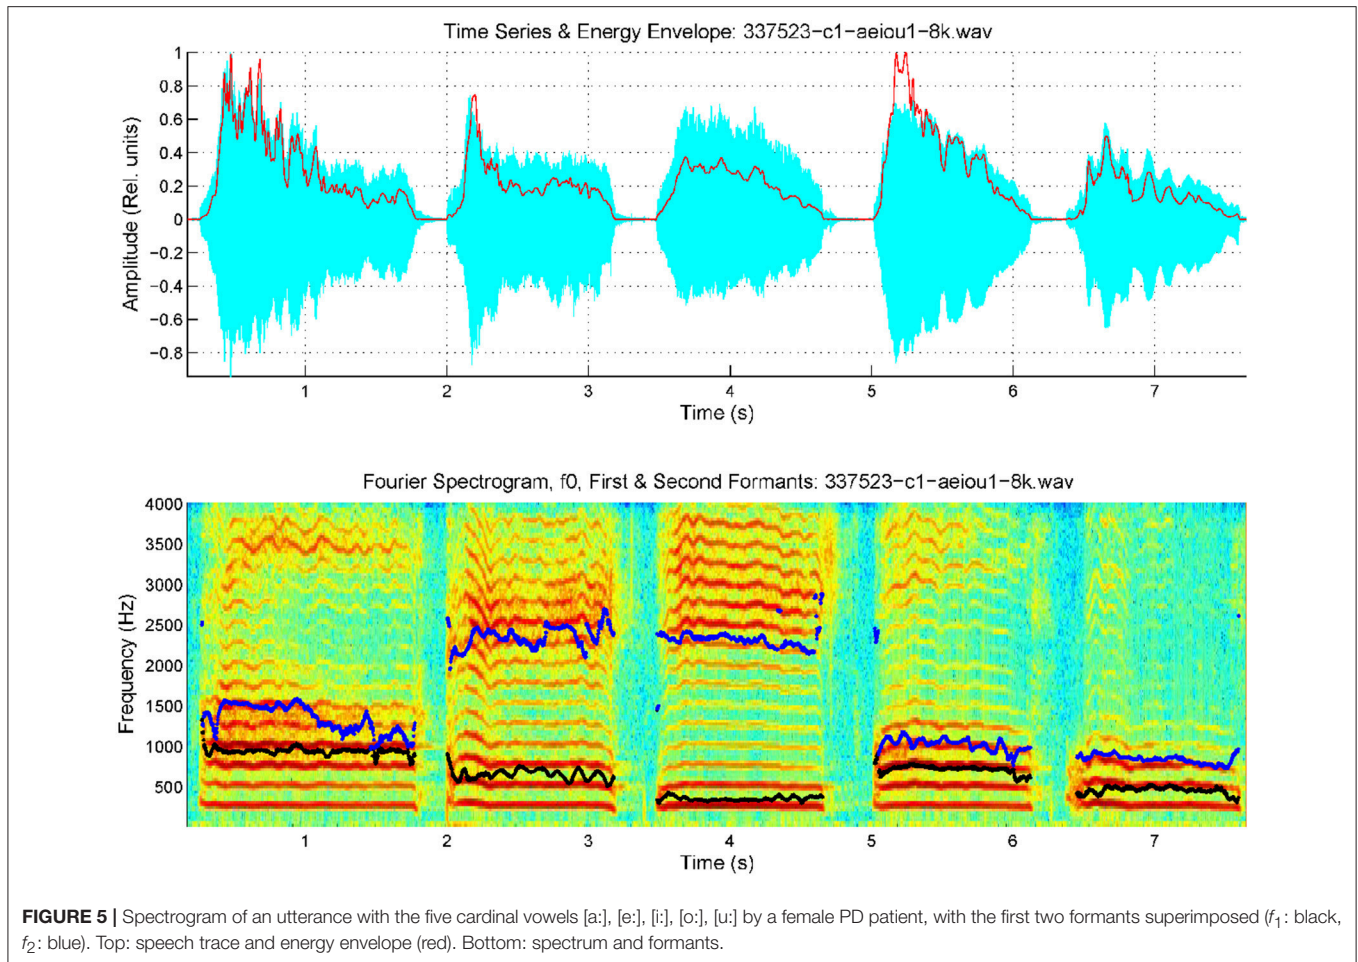 Time Series & Energy Envelope: 337523−c1−aeiou1−8k.wav
Amplitude (Rel. units)
1
0.8
0.6
0.4
0.2
0
−0.2
−0.4
−0.6
−0.8
1 2 3 4 5 6 7
Time (s)
Fourier Spectrogram, f0, First & Second Formants: 337523−c1−aeiou1−8k.wav
Frequency (Hz)
4000
3500
3000
2500
2000
1500
1000
500
1 2 3 4 5 6 7
Time (s)
FIGURE 5 | Spectrogram of an utterance with the five cardinal vowels [a:], [e:], [i:], [o:], [u:] by a female PD patient, with the first two formants superimposed (f1: black,
f2: blue). Top: speech trace and energy envelope (red). Bottom: spectrum and formants.